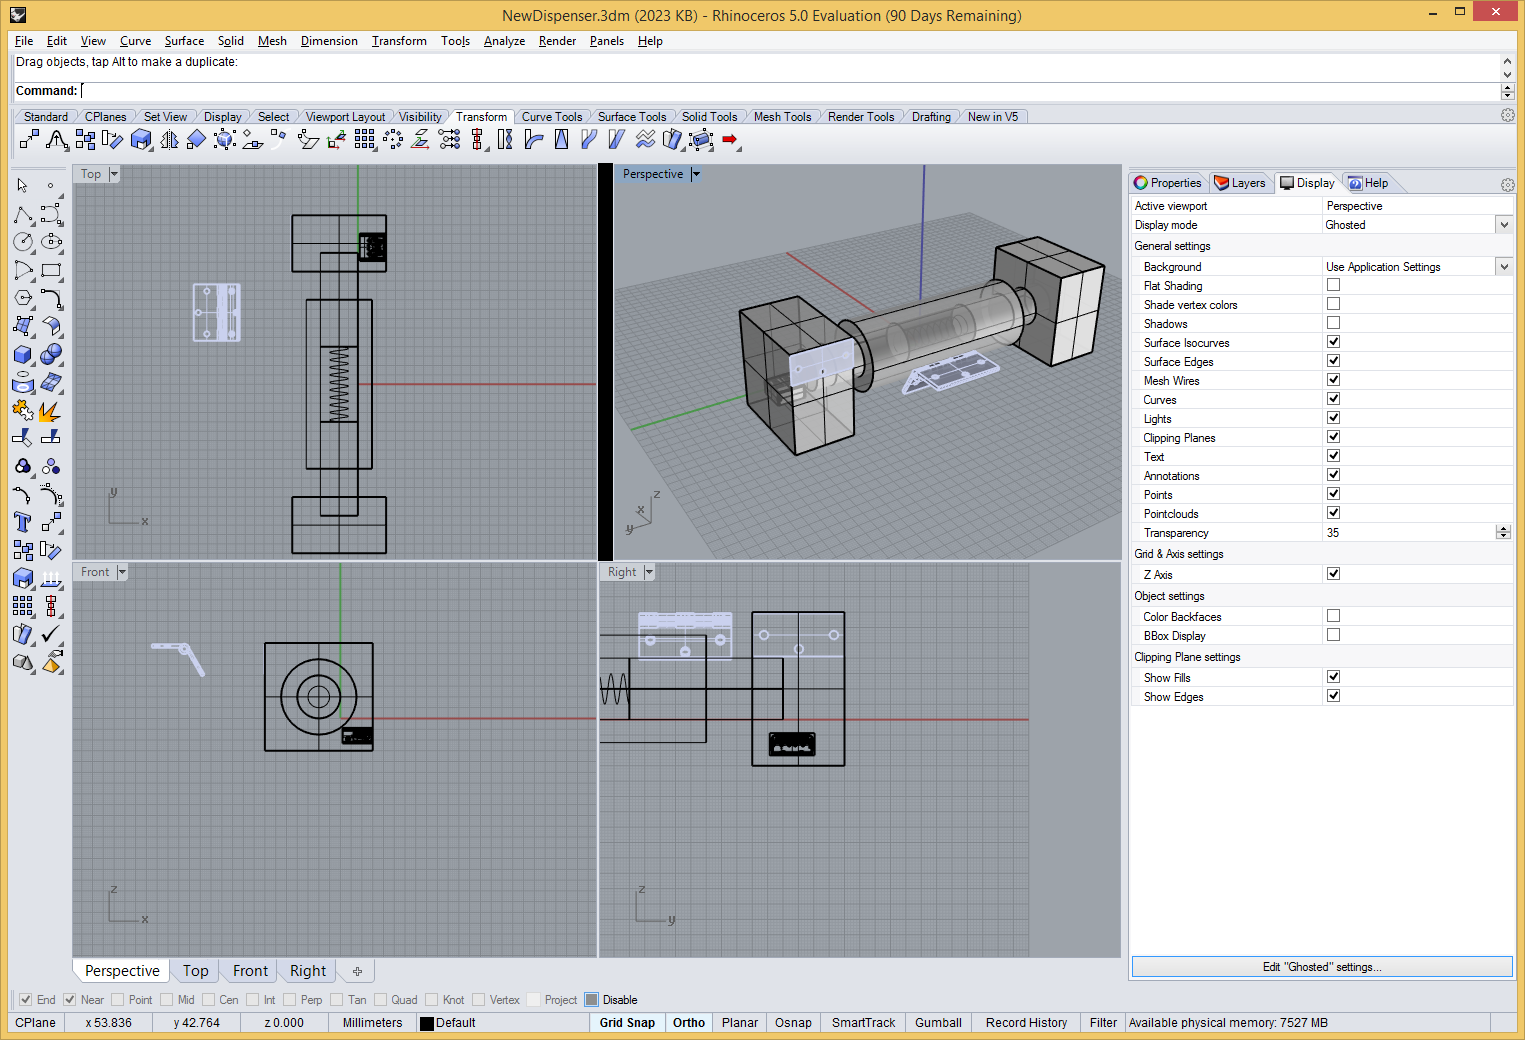 NewDispenser.3dm (2023 KB) - Rhinoceros 5.0 Evaluation (90 Days Remaining)
File Edit View Curve Surface Solid Mesh Dimension Transform Tools Analyze Render Panels Help
Drag objects, tap Alt to make a duplicate:
Command:
Standard CPlanes Set View Display Select Viewport Layout Visibility Transform Curve Tools Surface Tools Solid Tools Mesh Tools Render Tools Drafting New in V5
Top
y
x
Perspective
z
x
y
Front
z
x
Right
z
y
Properties Layers Display Help
Active viewport Perspective
Display mode Ghosted
General settings
Background Use Application Settings
Flat Shading
Shade vertex colors
Shadows
Surface Isocurves
Surface Edges
Mesh Wires
Curves
Lights
Clipping Planes
Text
Annotations
Points
Pointclouds
Transparency 35
Grid & Axis settings
Z Axis
Object settings
Color Backfaces
BBox Display
Clipping Plane settings
Show Fills
Show Edges
Edit "Ghosted" settings...
Perspective Top Front Right
End Near Point Mid Cen Int Perp Tan Quad Knot Vertex Project Disable
CPlane x 53.836 y 42.764 z 0.000 Millimeters Default Grid Snap Ortho Planar Osnap SmartTrack Gumball Record History Filter Available physical memory: 7527 MB